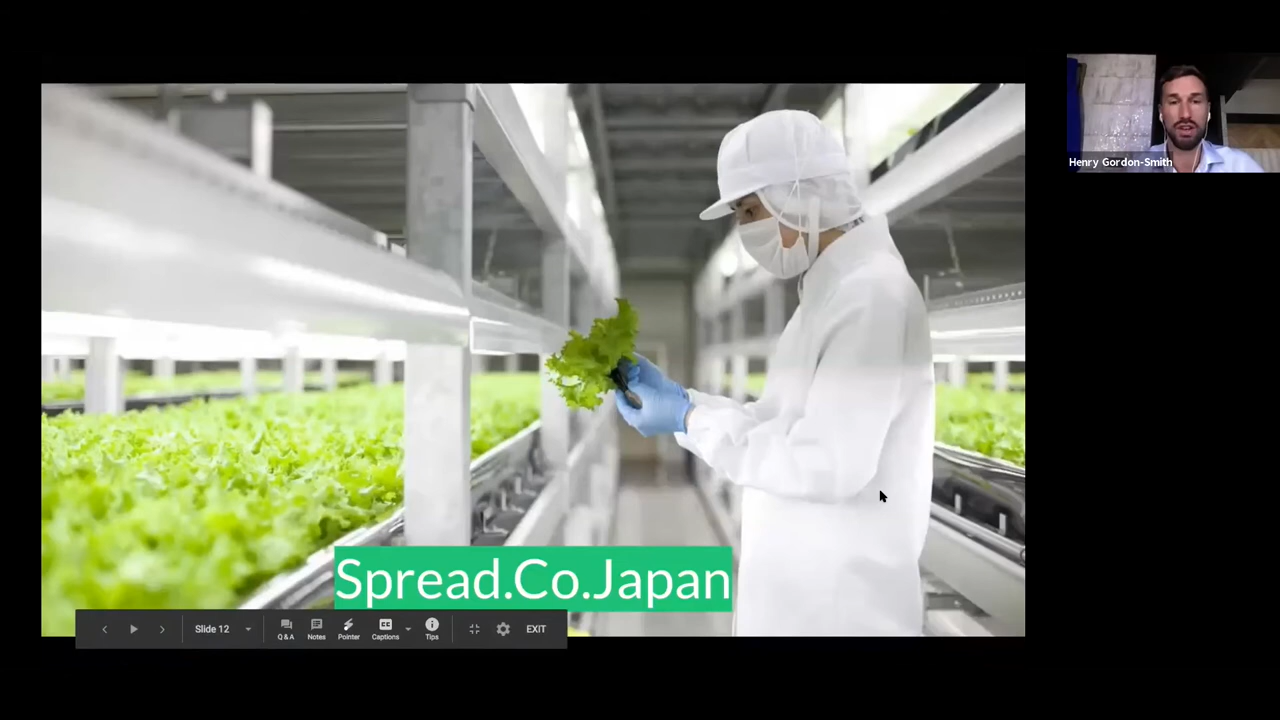 Henry Gordon-Smith
Spread.Co.Japan
Slide 12
Q&A
Notes
Pointer
Captions
Tips
EXIT